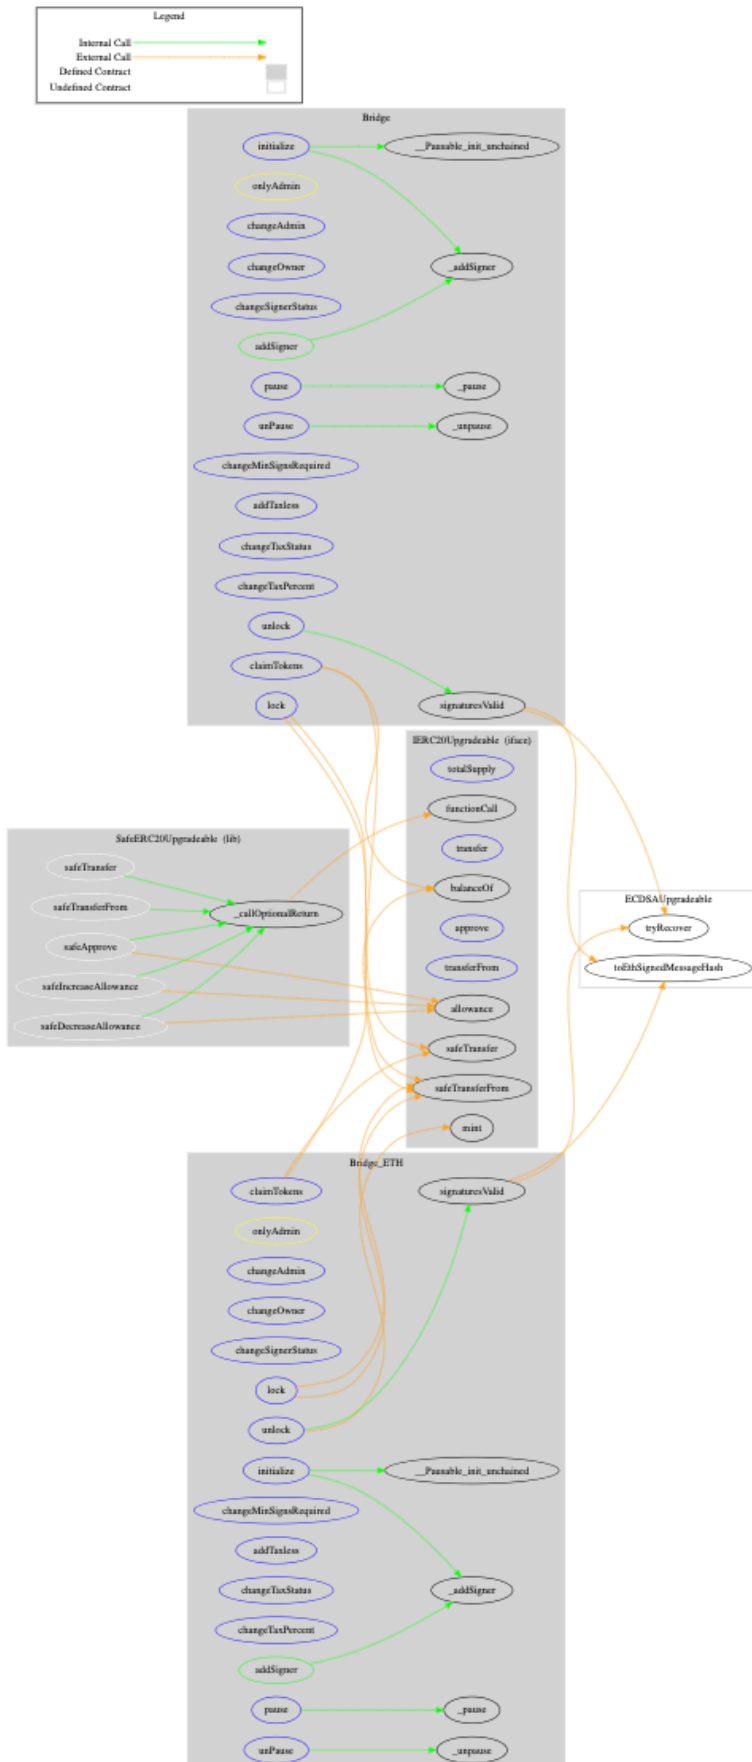 Legend
Internal Call
External Call
Defined Contract
Undefined Contract
Bridge
initialize
__Pausable_init_unchained
onlyAdmin
changeAdmin
changeOwner
_addSigner
changeSignerStatus
addSigner
pause
_pause
unPause
_unpause
changeMinSignsRequired
addTaxless
changeTaxStatus
changeTaxPercent
unlock
claimTokens
lock
signaturesValid
IERC20Upgradeable (iface)
totalSupply
functionCall
transfer
balanceOf
approve
transferFrom
allowance
safeTransfer
safeTransferFrom
mint
SafeERC20Upgradeable (lib)
safeTransfer
safeTransferFrom
_callOptionalReturn
safeApprove
safeIncreaseAllowance
safeDecreaseAllowance
ECDSAUpgradeable
tryRecover
toEthSignedMessageHash
Bridge_ETH
claimTokens
signaturesValid
onlyAdmin
changeAdmin
changeOwner
changeSignerStatus
lock
unlock
initialize
__Pausable_init_unchained
changeMinSignsRequired
addTaxless
changeTaxStatus
_addSigner
changeTaxPercent
addSigner
pause
_pause
unPause
_unpause